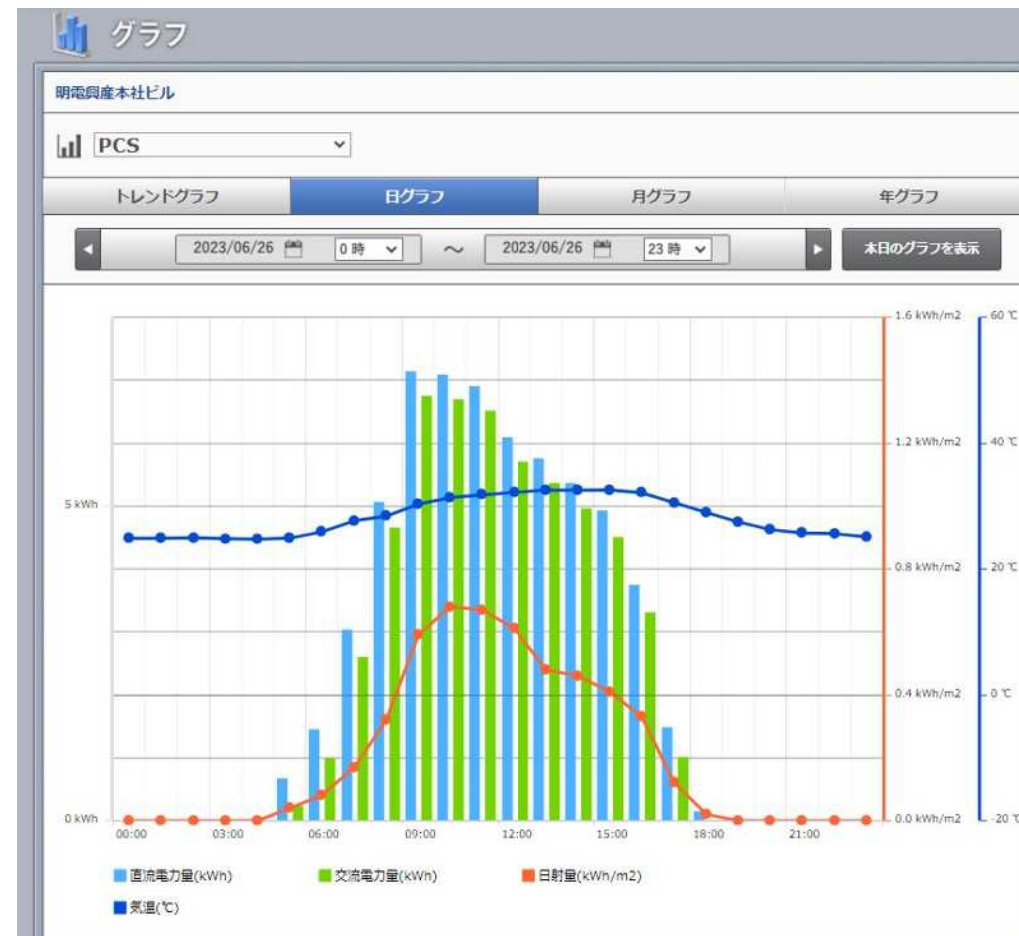 グラフ
明電興産本社ビル
PCS
トレンドグラフ 日グラフ 月グラフ 年グラフ
2023/06/26 0 時 ～ 2023/06/26 23 時 本日のグラフを表示
1.6 kWh/m2 60 ℃
1.2 kWh/m2 40 ℃
5 kWh
0.8 kWh/m2 20 ℃
0.4 kWh/m2 0 ℃
0 kWh 0.0 kWh/m2 -20 ℃
00:00 03:00 06:00 09:00 12:00 15:00 18:00 21:00
直流電力量(kWh) 交流電力量(kWh) 日射量(kWh/m2)
気温(℃)